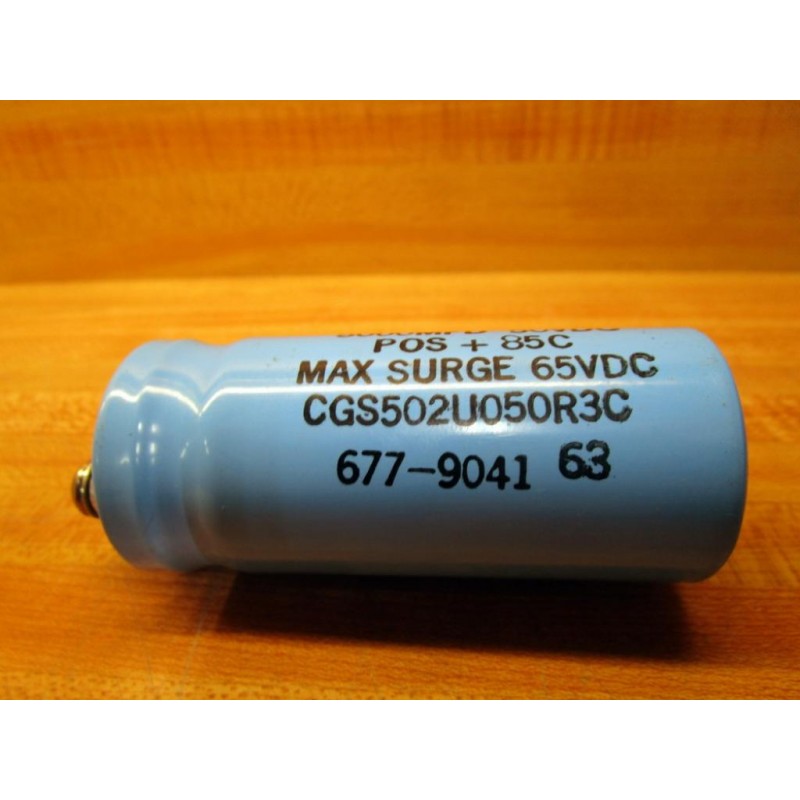 POS + 85C
MAX SURGE 65VDC
CGS502U050R3C
677-9041 63